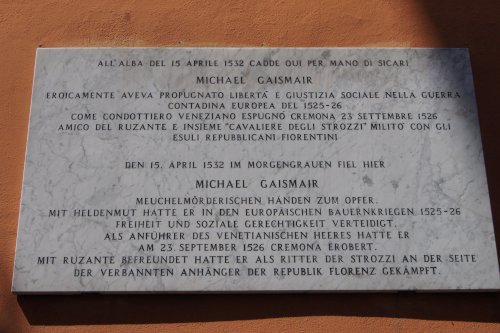 ALL'ALBA DEL 15 APRILE 1532 CADDE QUI PER MANO DI SICARI
MICHAEL GAISMAIR
EROICAMENTE AVEVA PROPUGNATO LIBERTA' E GIUSTIZIA SOCIALE NELLA GUERRA
CONTADINA EUROPEA DEL 1525-26
COME CONDOTTIERO VENEZIANO ESPUGNO CREMONA 23 SETTEMBRE 1526
AMICO DEL RUZANTE E INSIEME "CAVALIERE DEGLI STROZZI" MILITO' CON GLI
ESULI REPUBBLICANI FIORENTINI
DEN 15. APRIL 1532 IM MORGENGRAUEN FIEL HIER
MICHAEL GAISMAIR
MEUCHELMÖRDERISCHEN HÄNDEN ZUM OPFER.
MIT HELDENMUT HATTE ER IN DEN EUROPÄISCHEN BAUERNKRIEGEN 1525-26
FREIHEIT UND SOZIALE GERECHTIGKEIT VERTEIDIGT.
ALS ANFÜHRER DES VENETIANISCHEN HEERES HATTE ER
AM 23. SEPTEMBER 1526 CREMONA EROBERT.
MIT RUZANTE BEFREUNDET HATTE ER ALS RITTER DER STROZZI AN DER SEITE
DER VERBANNTEN ANHÄNGER DER REPUBLIK FLORENZ GEKÄMPFT.